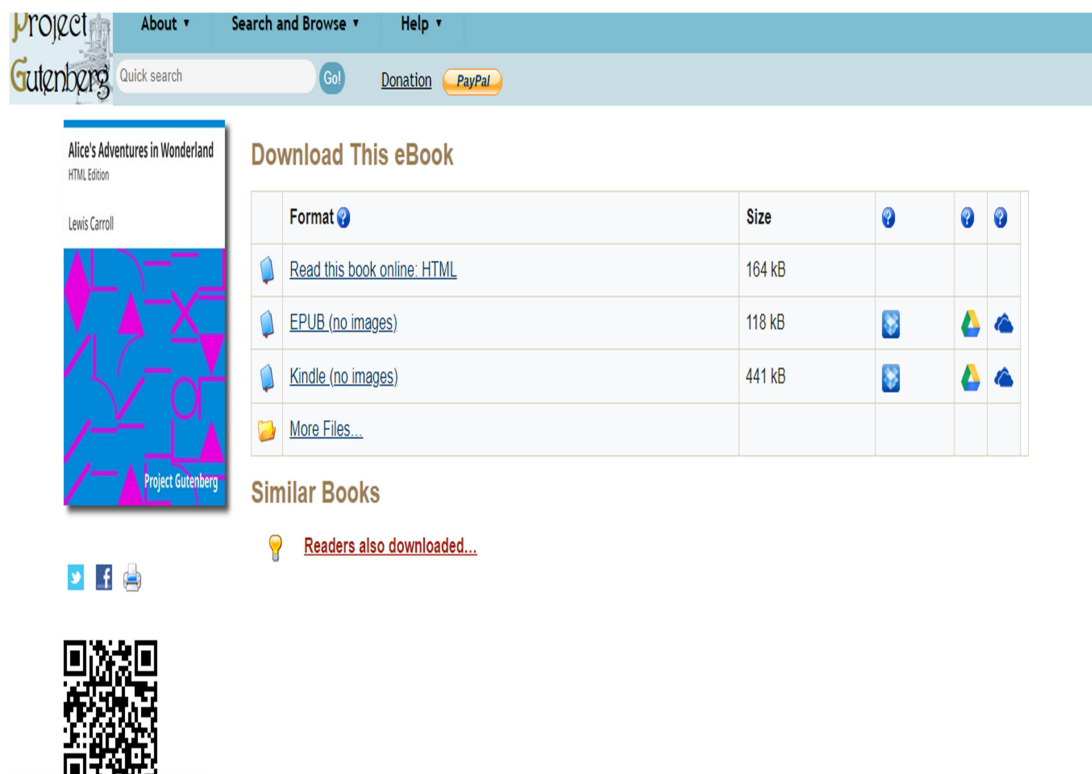 Project
Gutenberg
About ▾ Search and Browse ▾ Help ▾
Quick search Go! Donation PayPal
Alice's Adventures in Wonderland
HTML Edition
Lewis Carroll
Project Gutenberg
Download This eBook
Format ? Size ? ? ?
Read this book online: HTML 164 kB
EPUB (no images) 118 kB
Kindle (no images) 441 kB
More Files...
Similar Books
Readers also downloaded...